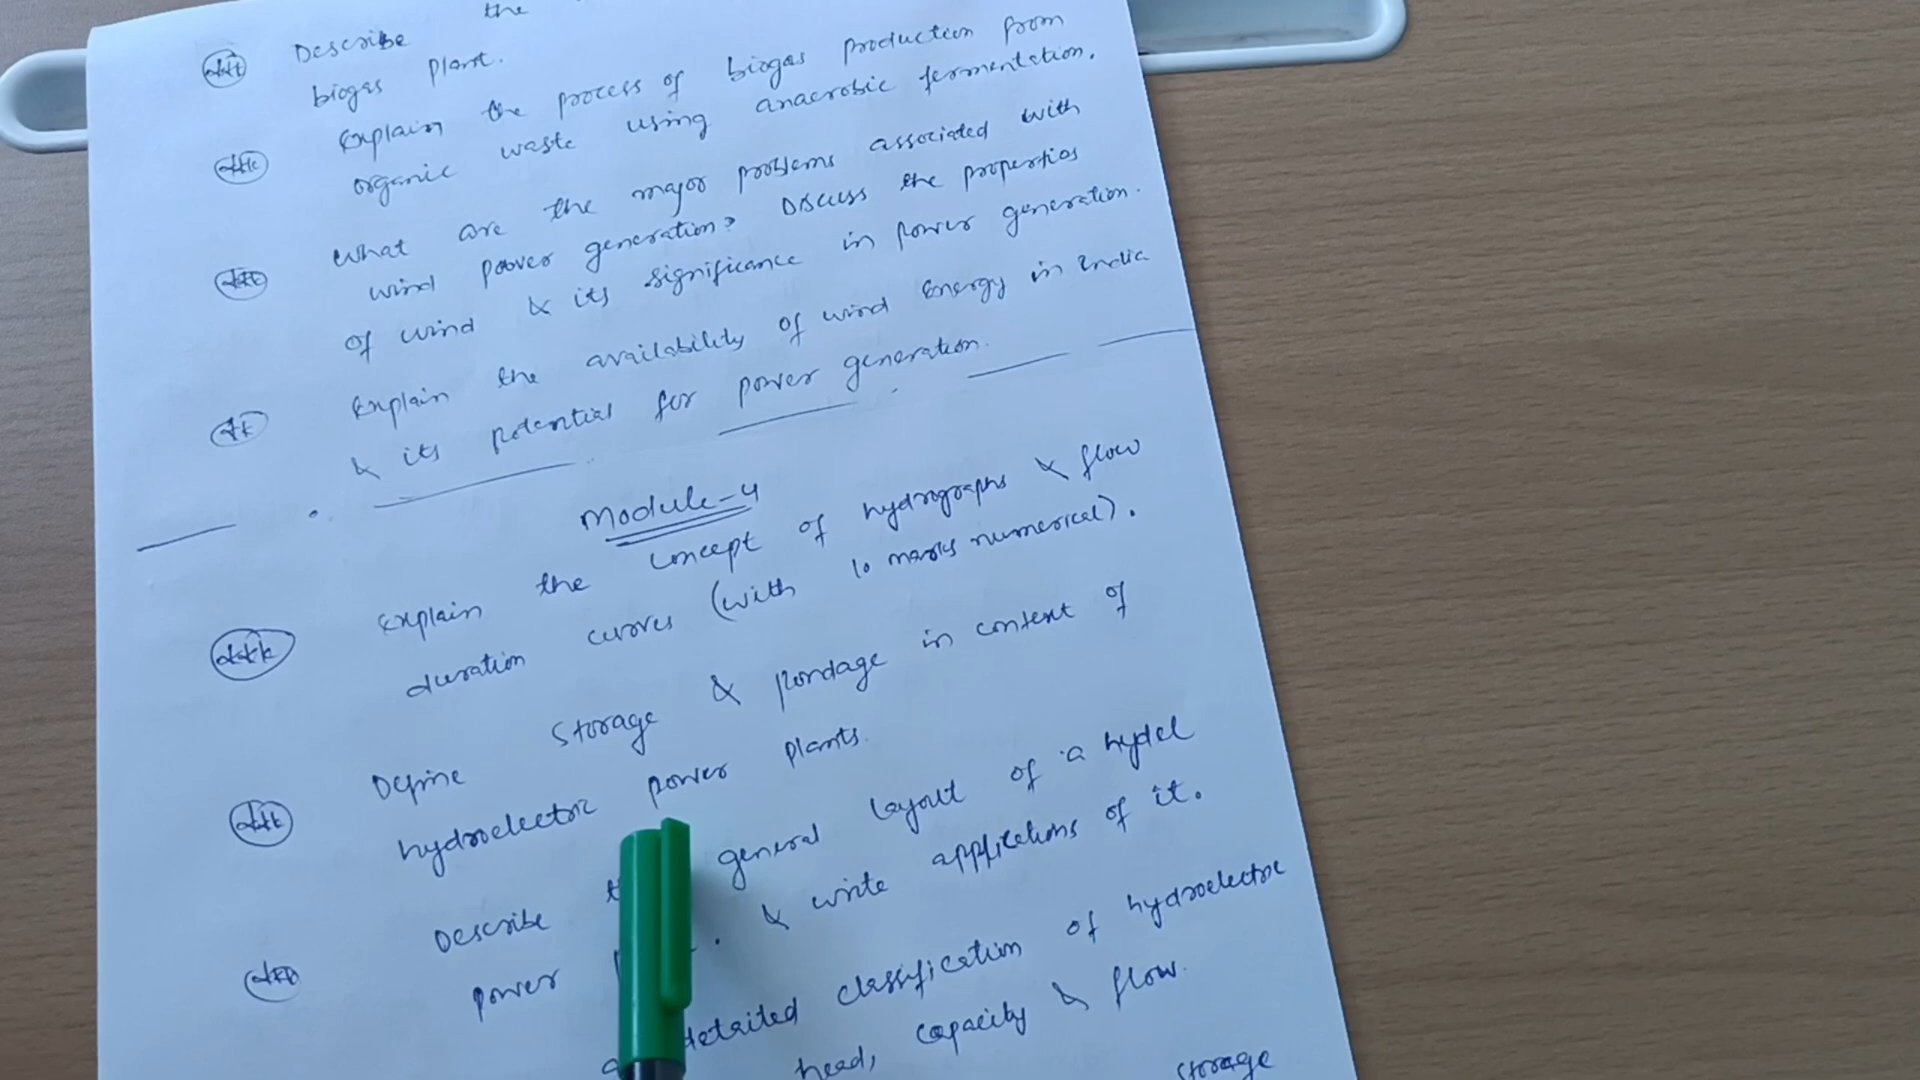 the
Describe
biogas plant.
Explain the process of biogas production from
organic waste using anaerobic fermentation.
What are the major problems associated with
wind power generation? Discuss the properties
of wind & its significance in power generation.
Explain the availability of wind Energy in India
& its potential for power generation.
Module-4
Explain the concept of hydrographs & flow
duration curves (with 10 marks numerical).
Define storage & pondage in context of
hydroelectric power plants.
Describe general layout of a hydel
power & write applications of it.
detailed classification of hydroelectric
head, capacity & flow.
storage